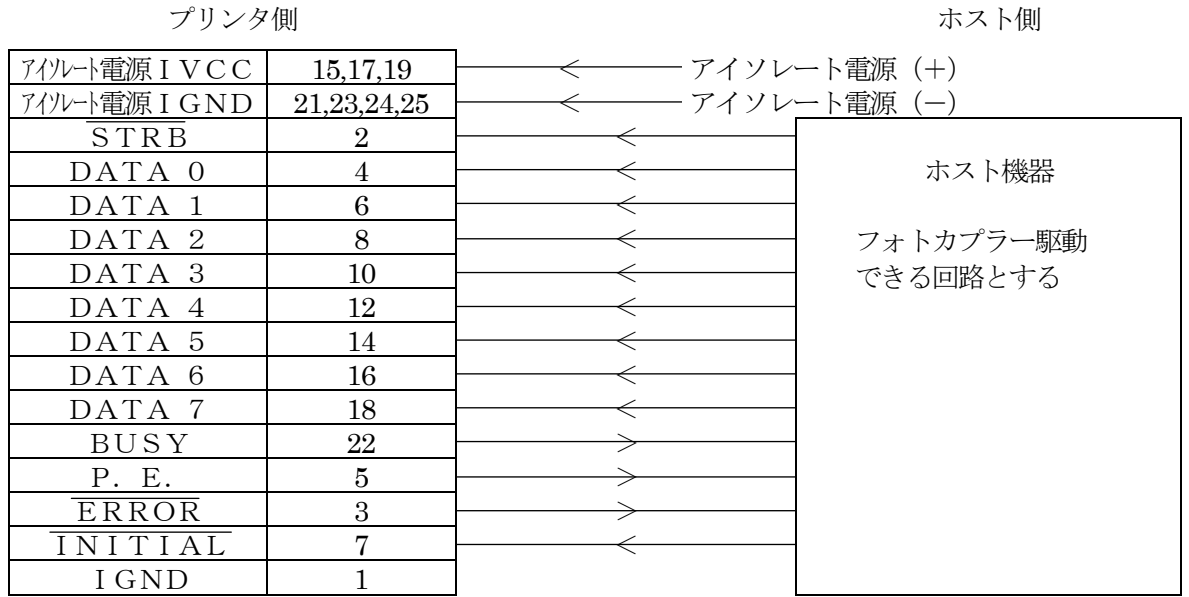 プリンタ側 ホスト側
ｱｲｿﾚｰﾄ電源ＩＶＣＣ 15,17,19 アイソレート電源（＋）
ｱｲｿﾚｰﾄ電源ＩＧＮＤ 21,23,24,25 アイソレート電源（－）
ＳＴＲＢ 2
ＤＡＴＡ ０ 4 ホスト機器
ＤＡＴＡ １ 6
ＤＡＴＡ ２ 8 フォトカプラー駆動
ＤＡＴＡ ３ 10 できる回路とする
ＤＡＴＡ ４ 12
ＤＡＴＡ ５ 14
ＤＡＴＡ ６ 16
ＤＡＴＡ ７ 18
ＢＵＳＹ 22
Ｐ．Ｅ． 5
ＥＲＲＯＲ 3
ＩＮＩＴＩＡＬ 7
ＩＧＮＤ 1